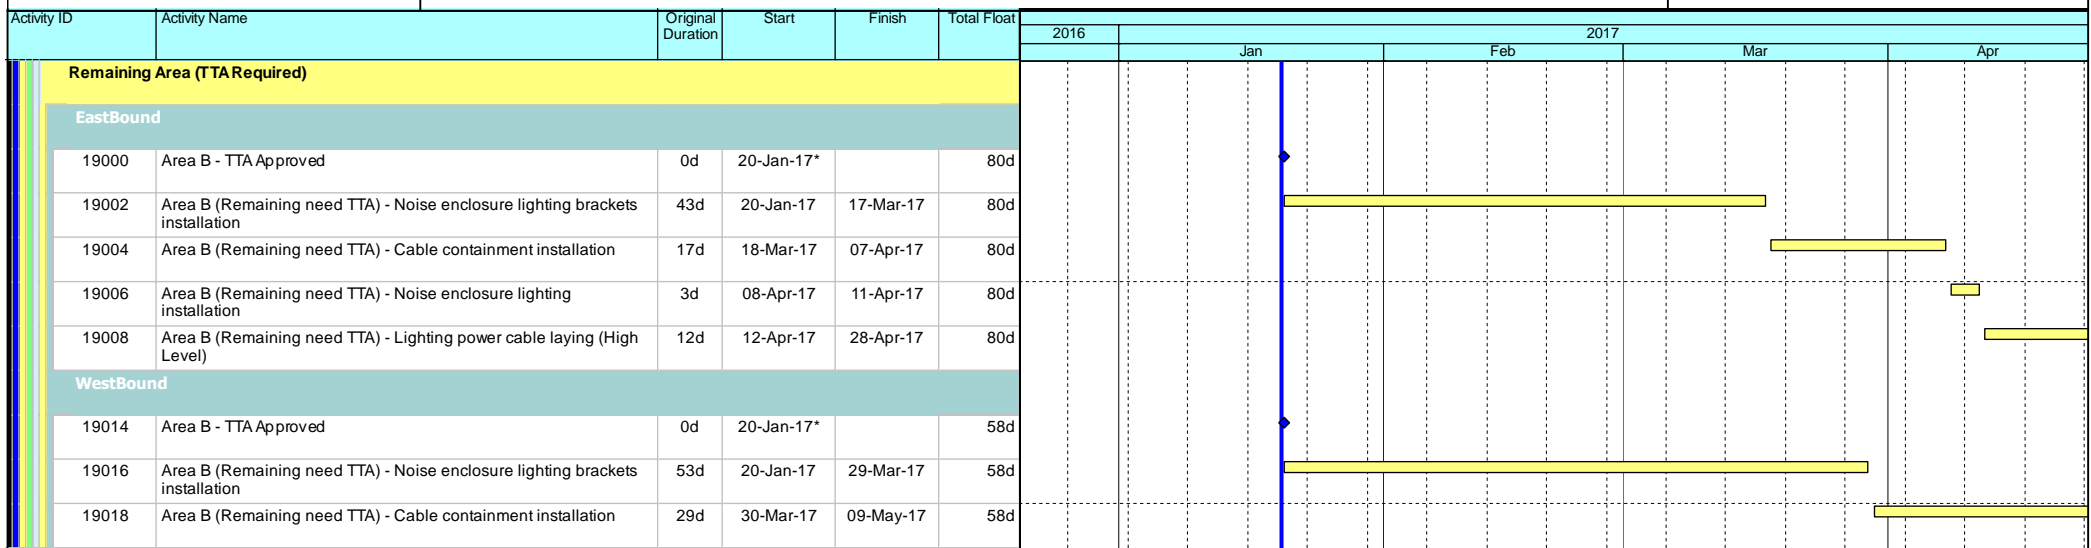 Activity ID Activity Name Original Duration Start Finish Total Float
2016 2017
Jan Feb Mar Apr
Remaining Area (TTA Required)
EastBound
19000 Area B - TTA Approved 0d 20-Jan-17* 80d
19002 Area B (Remaining need TTA) - Noise enclosure lighting brackets 43d 20-Jan-17 17-Mar-17 80d
installation
19004 Area B (Remaining need TTA) - Cable containment installation 17d 18-Mar-17 07-Apr-17 80d
19006 Area B (Remaining need TTA) - Noise enclosure lighting 3d 08-Apr-17 11-Apr-17 80d
installation
19008 Area B (Remaining need TTA) - Lighting power cable laying (High 12d 12-Apr-17 28-Apr-17 80d
Level)
WestBound
19014 Area B - TTA Approved 0d 20-Jan-17* 58d
19016 Area B (Remaining need TTA) - Noise enclosure lighting brackets 53d 20-Jan-17 29-Mar-17 58d
installation
19018 Area B (Remaining need TTA) - Cable containment installation 29d 30-Mar-17 09-May-17 58d